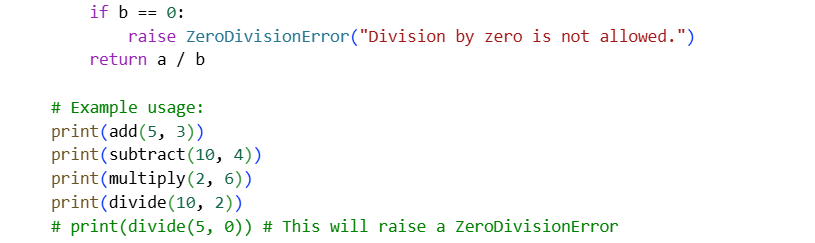 if b == 0:
raise ZeroDivisionError("Division by zero is not allowed.")
return a / b
# Example usage:
print(add(5, 3))
print(subtract(10, 4))
print(multiply(2, 6))
print(divide(10, 2))
# print(divide(5, 0)) # This will raise a ZeroDivisionError